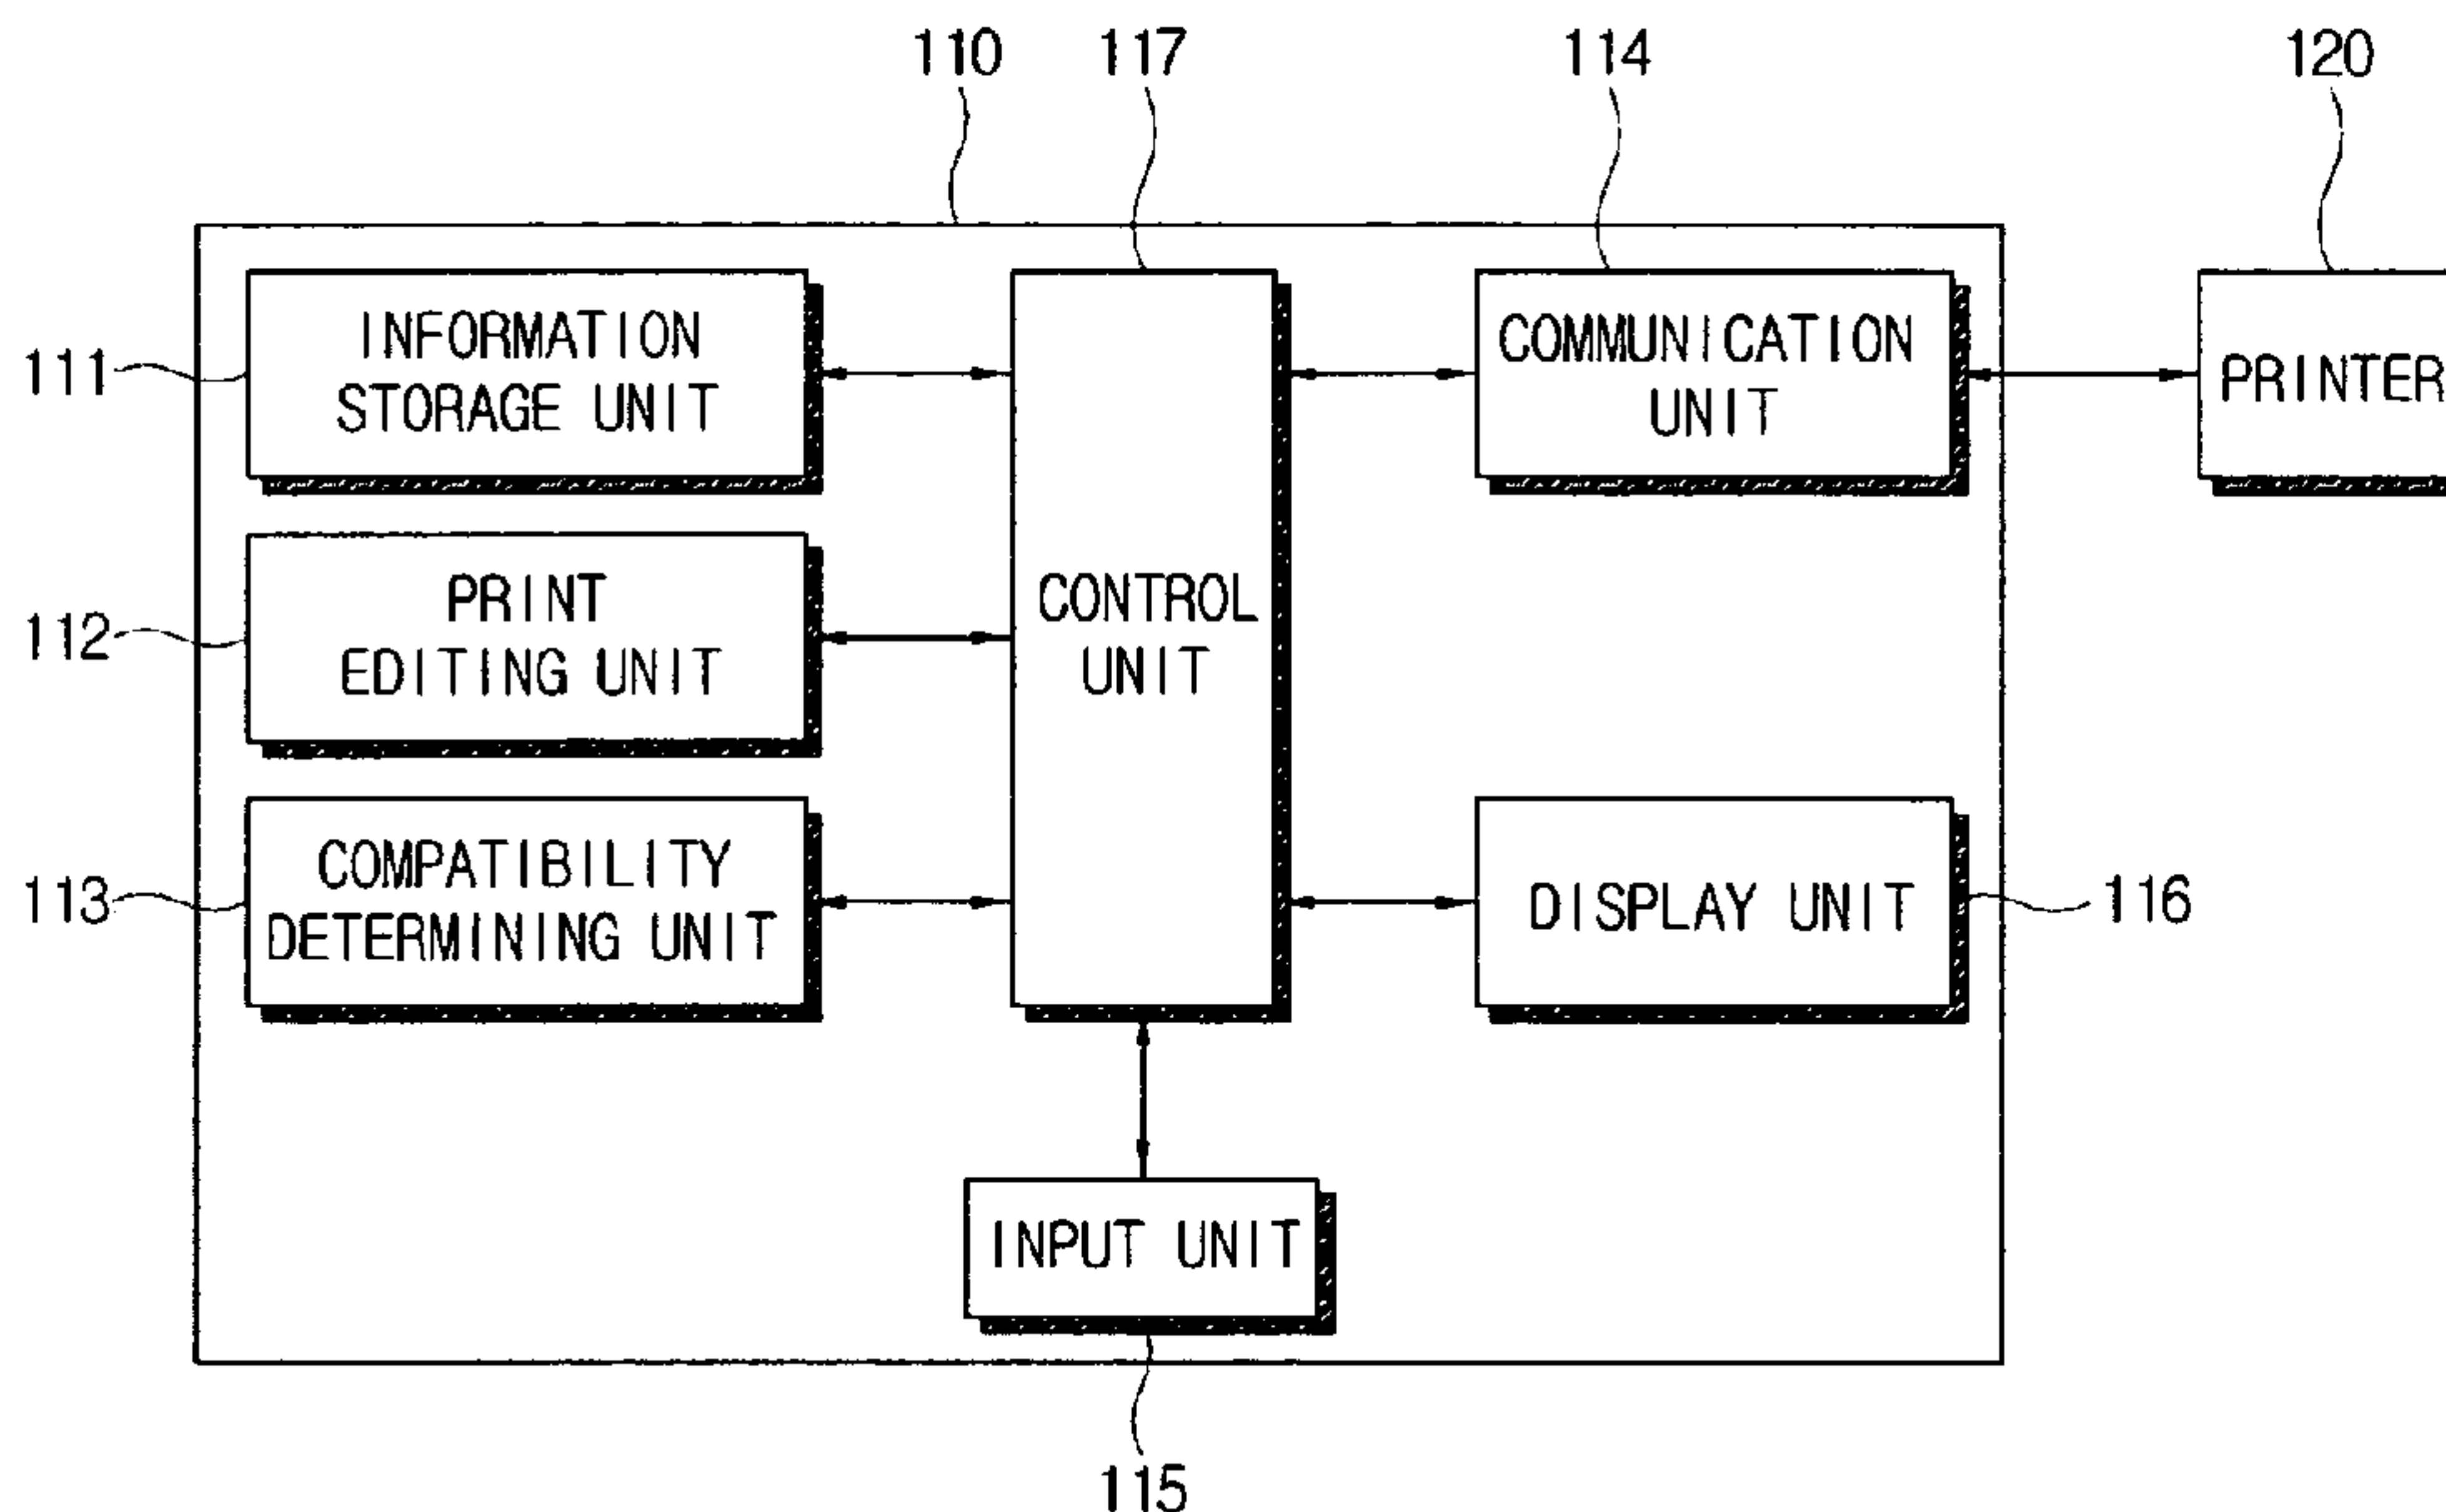 110
117
114
120
INFORMATION
STORAGE UNIT
111
COMMUNICATION
UNIT
PRINTER
PRINT
EDITING UNIT
112
CONTROL
UNIT
COMPATIBILITY
DETERMINING UNIT
113
DISPLAY UNIT
116
INPUT UNIT
115